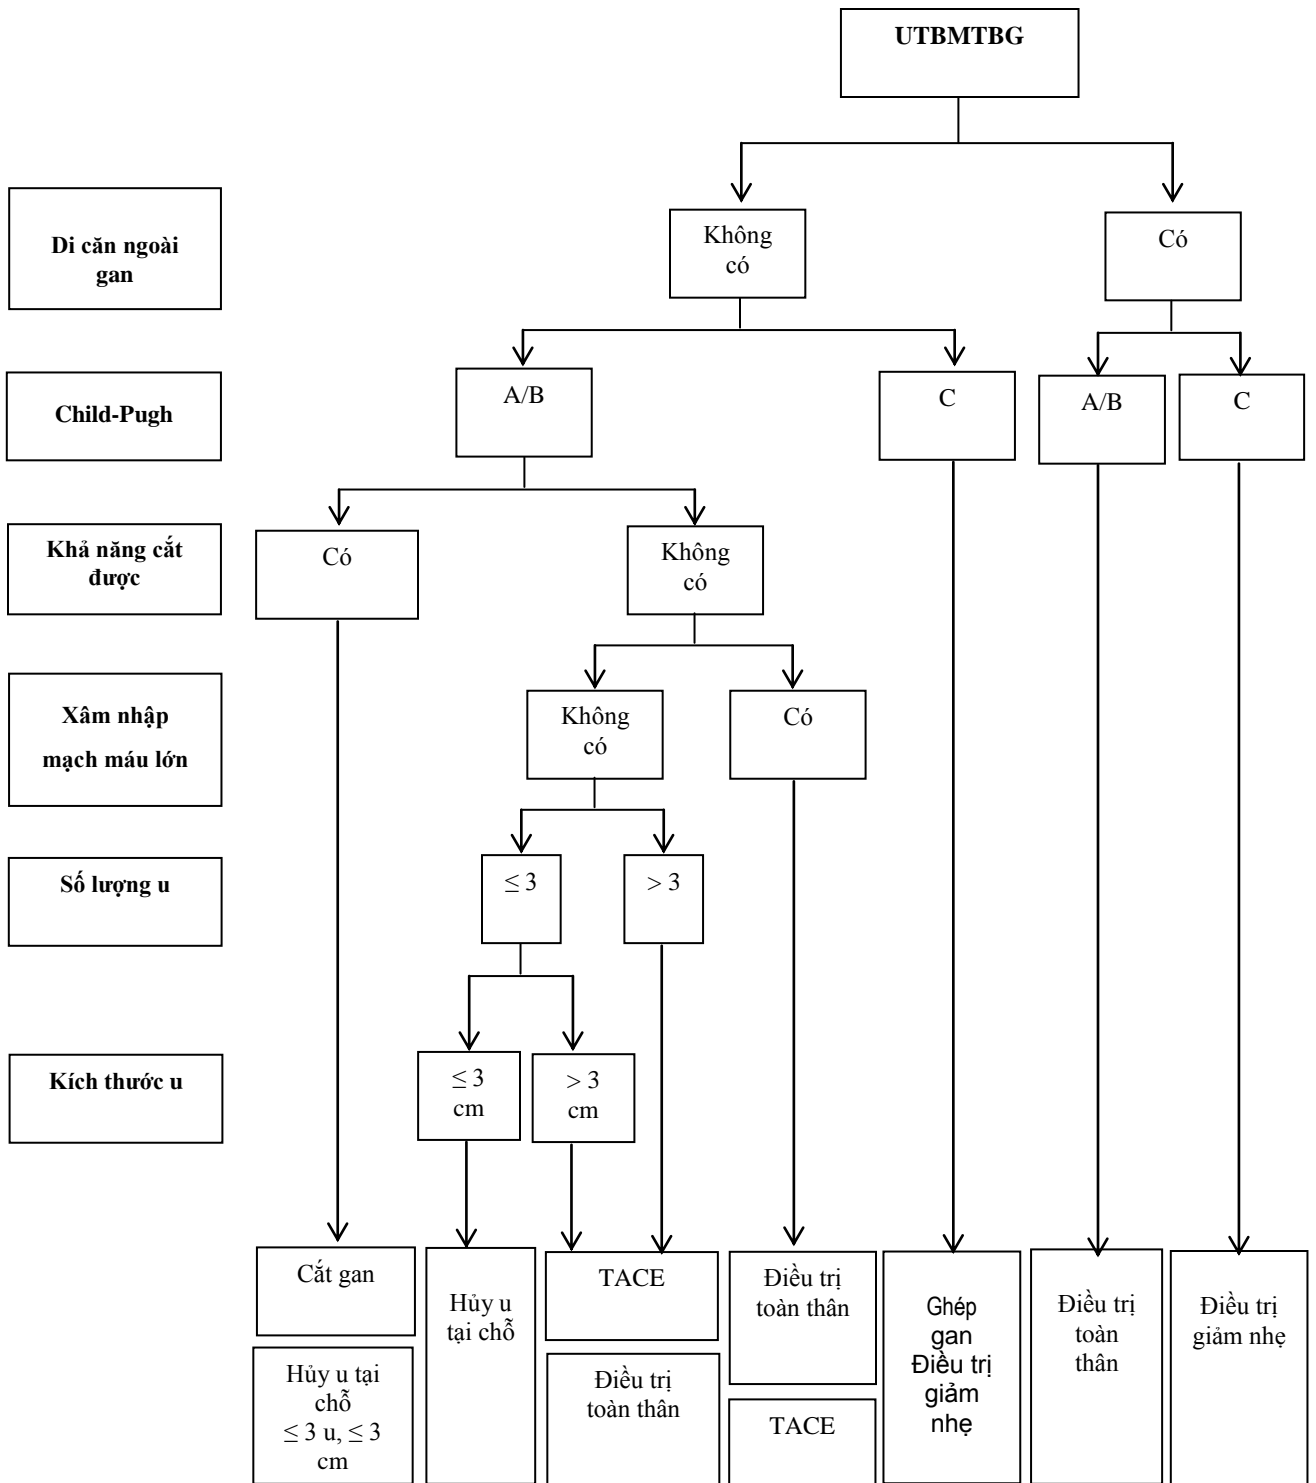 UTBMTBG
Di căn ngoài
gan
Không
có
Có
Child-Pugh
A/B
C
A/B
C
Khả năng cắt
được
Có
Không
có
Xâm nhập
mạch máu lớn
Không
có
Có
Số lượng u
≤ 3
> 3
Kích thước u
≤ 3
cm
> 3
cm
Cắt gan
Hủy u tại
chỗ
≤ 3 u, ≤ 3
cm
Hủy u
tại chỗ
TACE
Điều trị
toàn thân
Điều trị
toàn thân
TACE
Ghép
gan
Điều trị
giảm
nhẹ
Điều trị
toàn
thân
Điều trị
giảm nhẹ